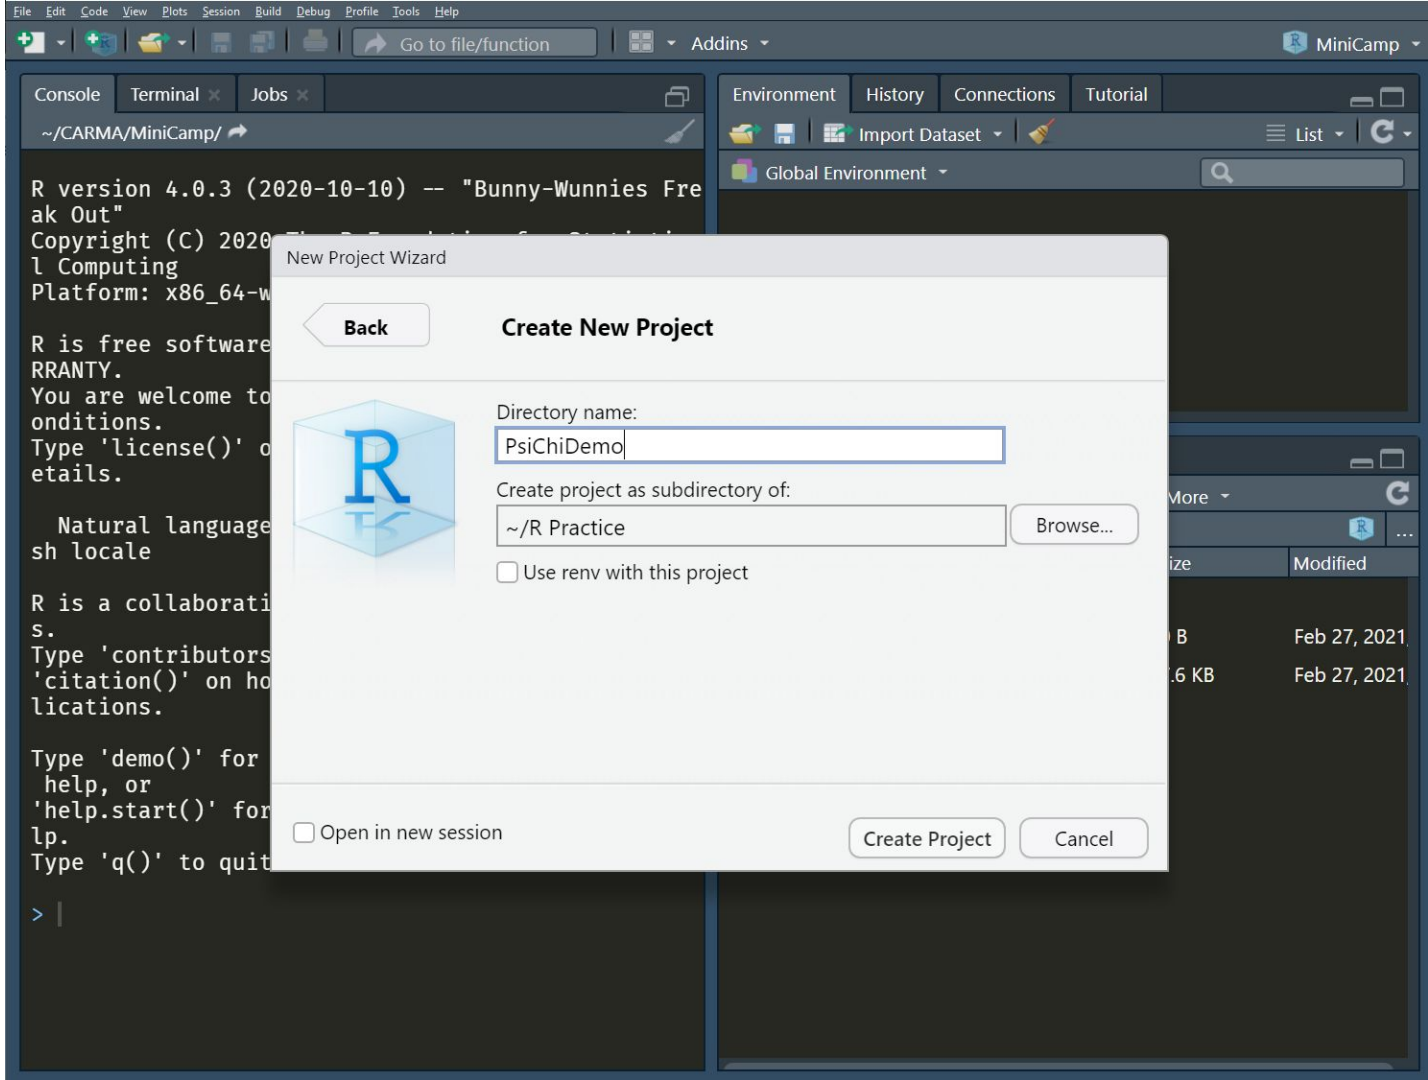 File Edit Code View Plots Session Build Debug Profile Tools Help
Go to file/function Addins MiniCamp
Console Terminal Jobs
~/CARMA/MiniCamp/
R version 4.0.3 (2020-10-10) -- "Bunny-Wunnies Fre
ak Out"
Copyright (C) 2020
l Computing
Platform: x86_64-w
R is free software
RRANTY.
You are welcome to
onditions.
Type 'license()' o
etails.
Natural language
sh locale
R is a collaborati
s.
Type 'contributors
'citation()' on ho
lications.
Type 'demo()' for
help, or
'help.start()' for
lp.
Type 'q()' to quit
>
Environment History Connections Tutorial
Import Dataset List
Global Environment
New Project Wizard
Back Create New Project
R
Directory name:
PsiChiDemo
Create project as subdirectory of:
~/R Practice Browse...
Use renv with this project
Open in new session Create Project Cancel
More
...
ize Modified
B Feb 27, 2021,
.6 KB Feb 27, 2021,